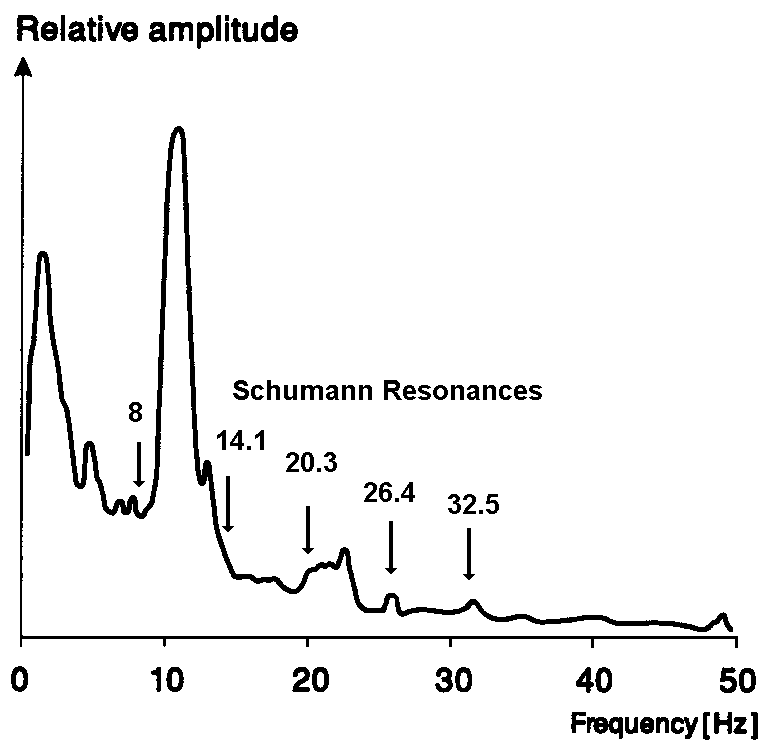 Relative amplitude
Schumann Resonances
8
14.1
20.3
26.4
32.5
0 10 20 30 40 50
Frequency [Hz]